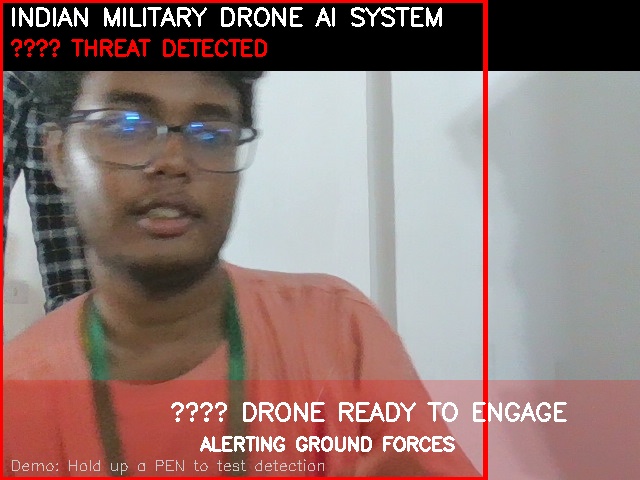 INDIAN MILITARY DRONE AI SYSTEM
???? THREAT DETECTED
???? DRONE READY TO ENGAGE
ALERTING GROUND FORCES
Demo: Hold up a PEN to test detection